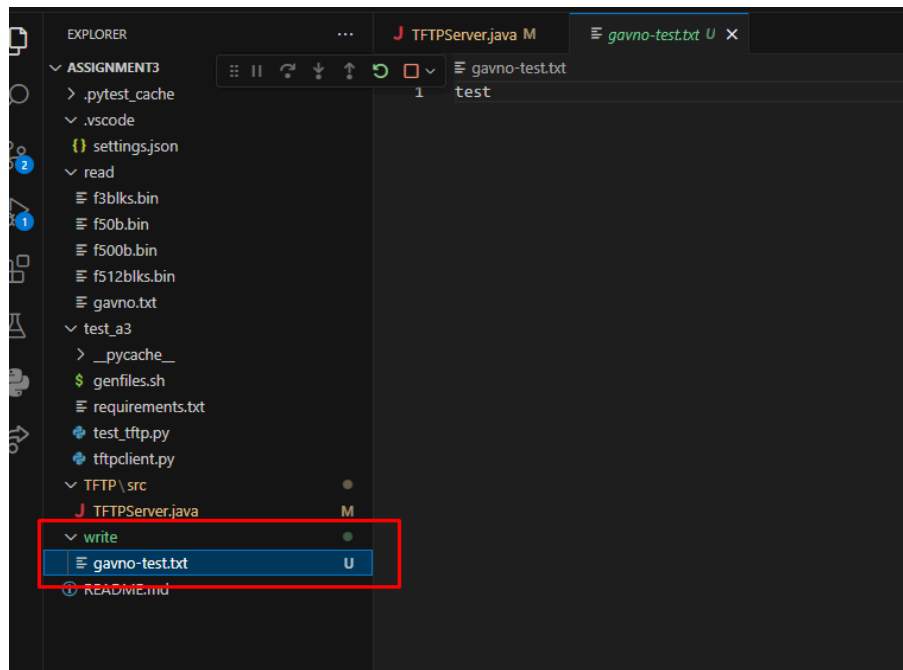 EXPLORER
...
ASSIGNMENT3
.pytest_cache
.vscode
{} settings.json
read
f3blks.bin
f50b.bin
f500b.bin
f512blks.bin
gavno.txt
test_a3
__pycache__
$ genfiles.sh
requirements.txt
test_tftp.py
tftpclient.py
TFTP\src
J TFTPServer.java M
write
gavno-test.txt U
README.md
2
1
J TFTPServer.java M
gavno-test.txt U
gavno-test.txt
1 test